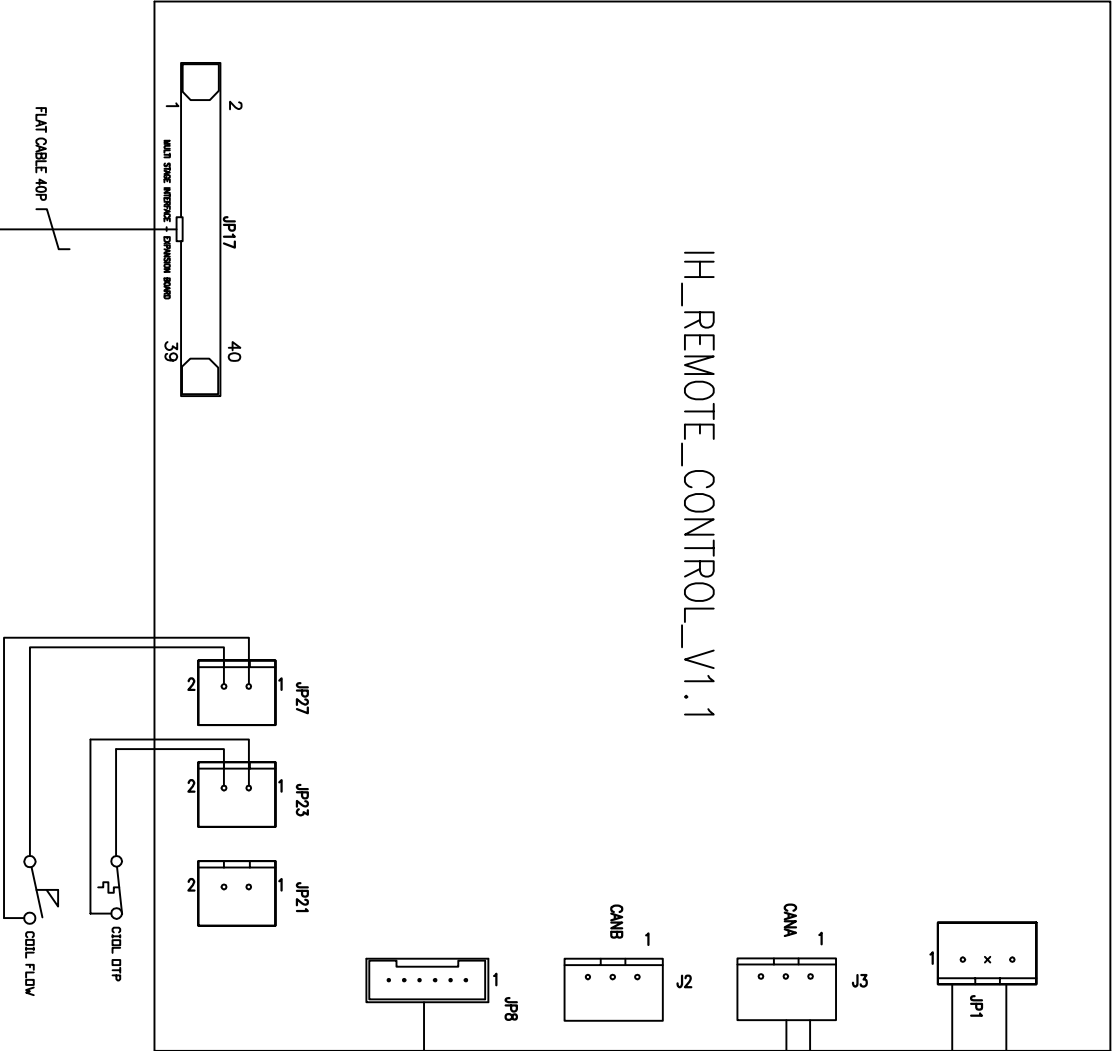 IH_REMOTE_CONTROL_V1.1
2
1
JP17
MULTI STAGE INTERFACE - EXPANSION BOARD
40
39
FLAT CABLE 40P
JP27
1
2
JP23
1
2
JP21
1
2
COIL FLOW
CIOL OTP
JP8
1
CANB
1
J2
CANA
1
J3
1
JP1